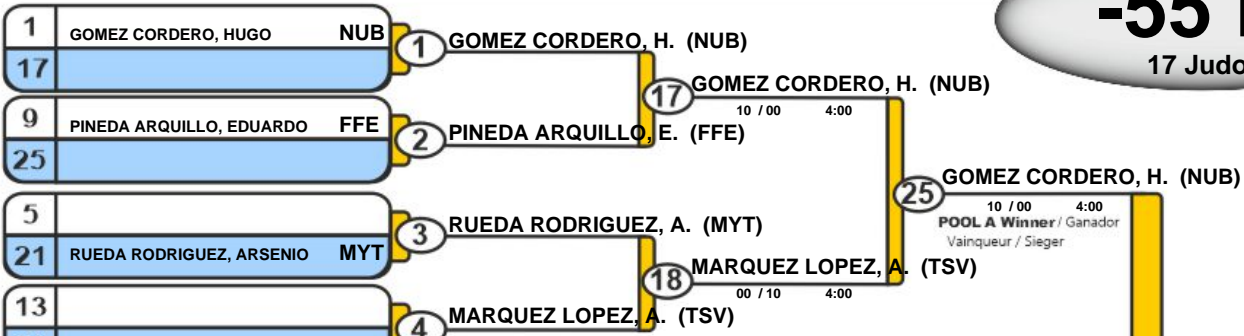 -55
17 Judo
1 GOMEZ CORDERO, HUGO NUB
17
1
GOMEZ CORDERO, H. (NUB)
17
GOMEZ CORDERO, H. (NUB)
10 / 00 4:00
9 PINEDA ARQUILLO, EDUARDO FFE
25
2
PINEDA ARQUILLO, E. (FFE)
25
GOMEZ CORDERO, H. (NUB)
10 / 00 4:00
POOL A Winner / Ganador
Vainqueur / Sieger
5
21 RUEDA RODRIGUEZ, ARSENIO MYT
3
RUEDA RODRIGUEZ, A. (MYT)
18
MARQUEZ LOPEZ, A. (TSV)
00 / 10 4:00
13
4
MARQUEZ LOPEZ, A. (TSV)